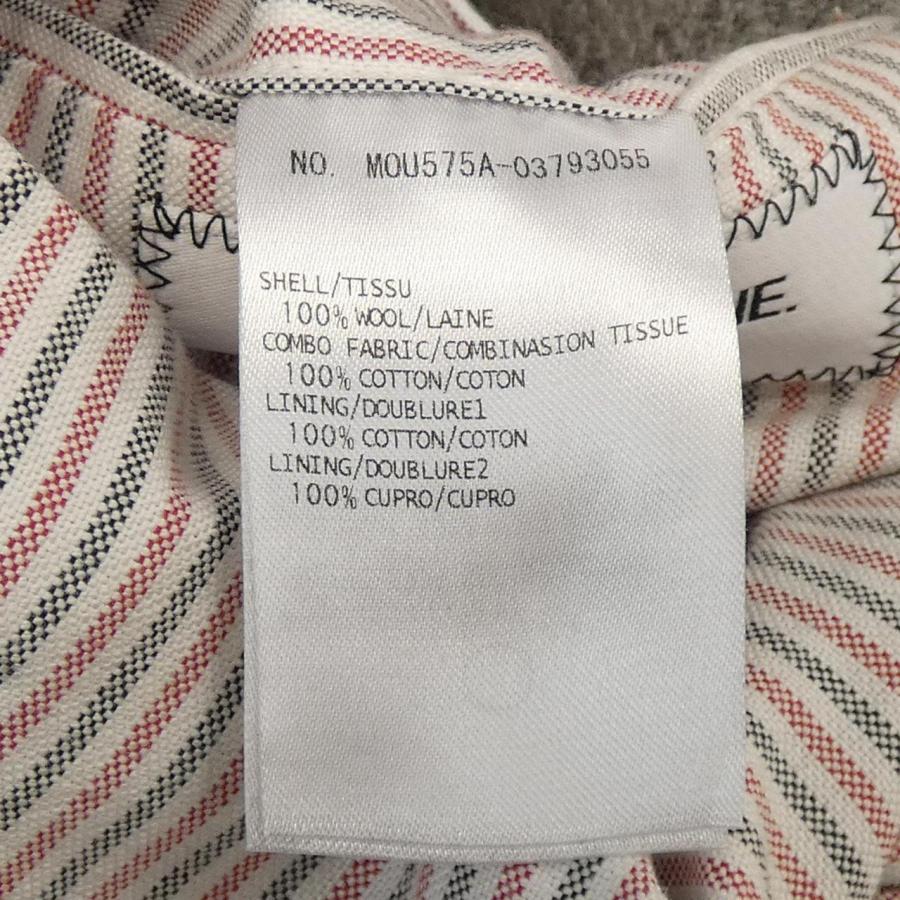 NO. MOU575A-03793055
SHELL/TISSU
100% WOOL/LAINE
COMBO FABRIC/COMBINASION TISSUE
100% COTTON/COTON
LINING/DOUBLURE1
100% COTTON/COTON
LINING/DOUBLURE2
100% CUPRO/CUPRO